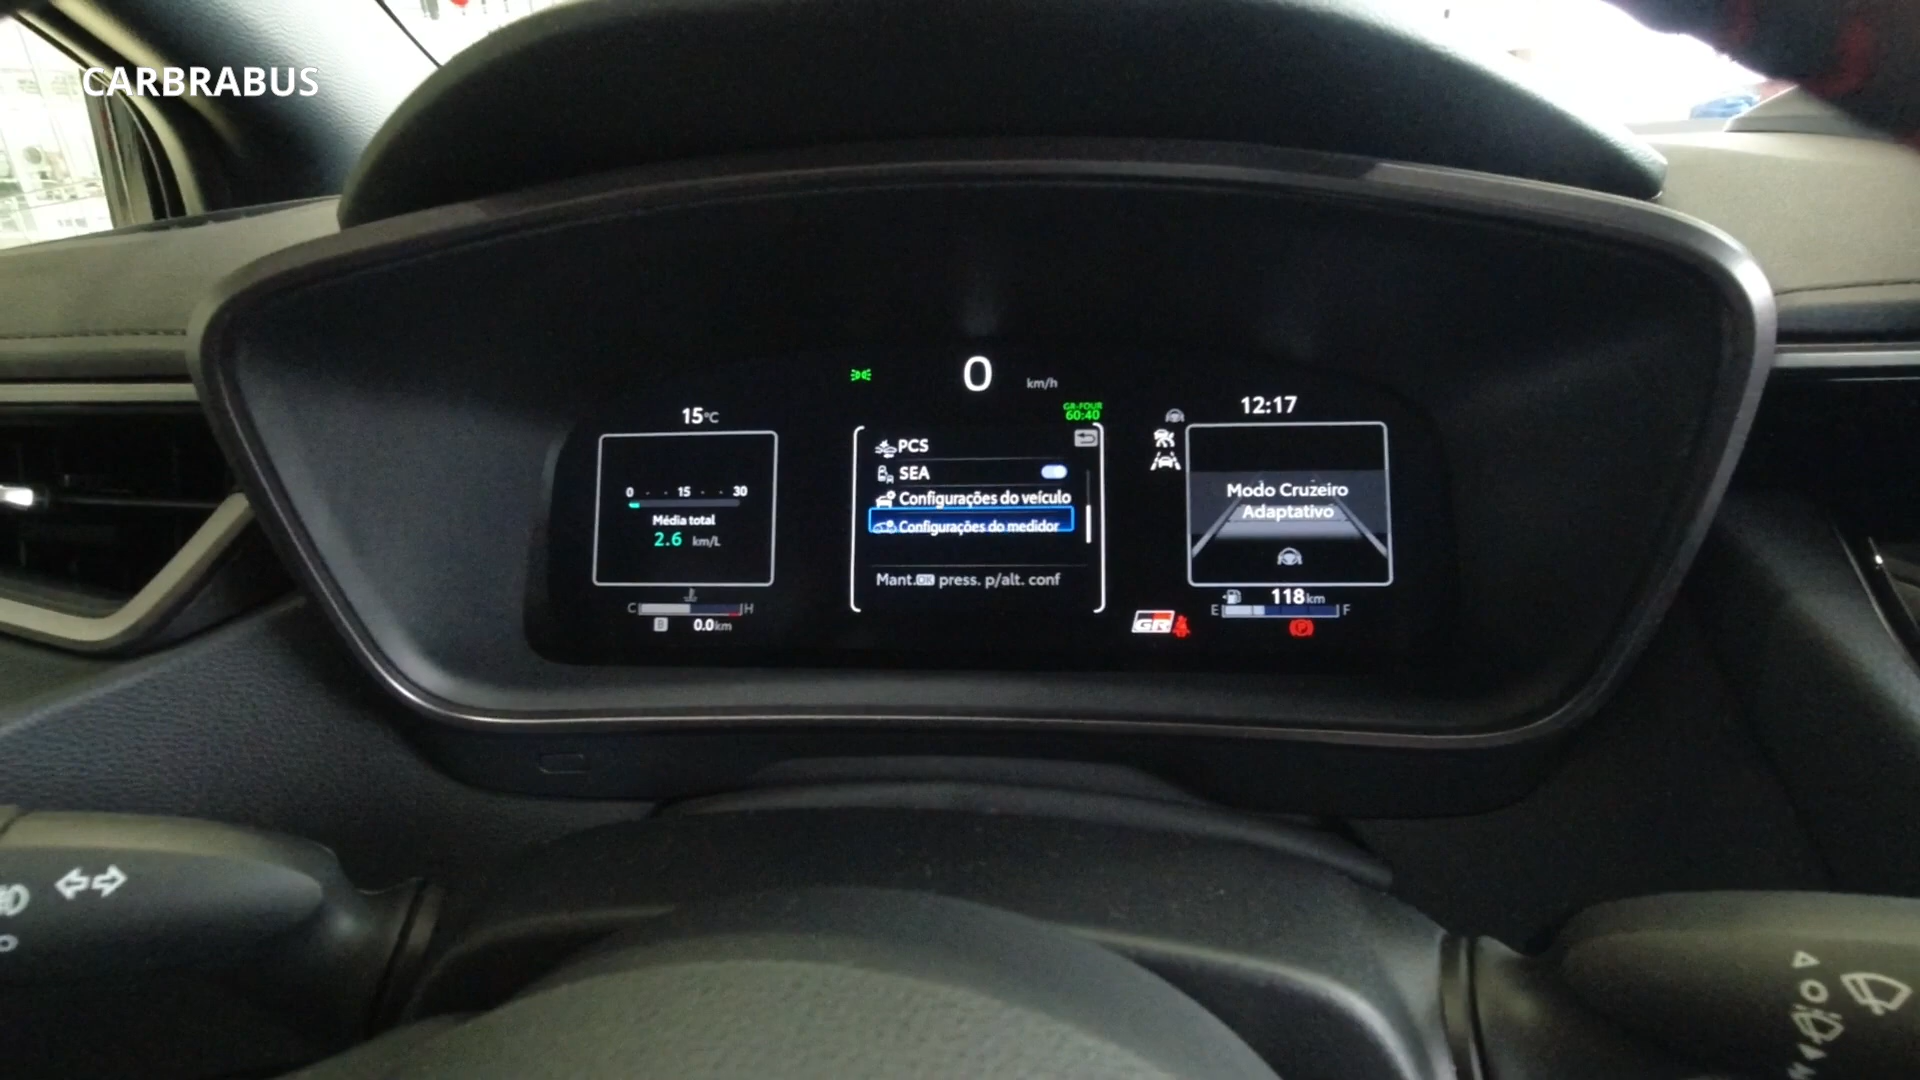 CARBRABUS
0 km/h
GR-FOUR
60:40
15°C
12:17
0 15 30
Média total
2.6 km/L
C H
B 0.0km
PCS
SEA
Configurações do veículo
Configurações do medidor
Mant.OK press. p/alt. conf
Modo Cruzeiro
Adaptativo
118km
E F
GR
P